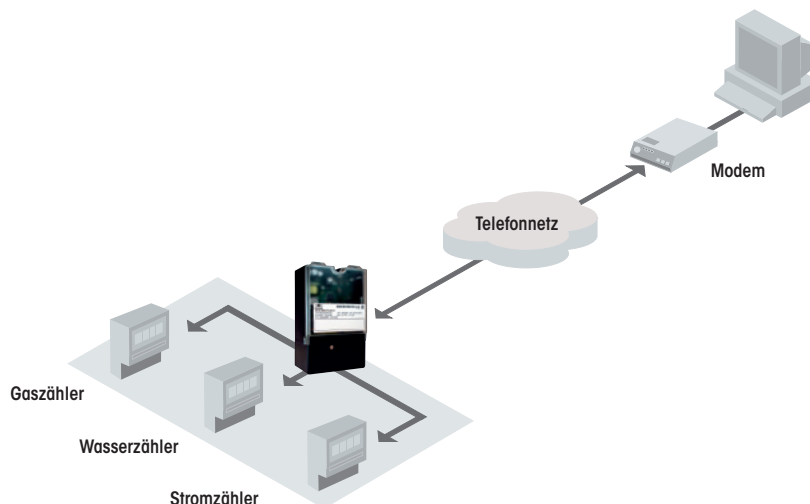 Modem
Telefonnetz
Gaszähler
Wasserzähler
Stromzähler